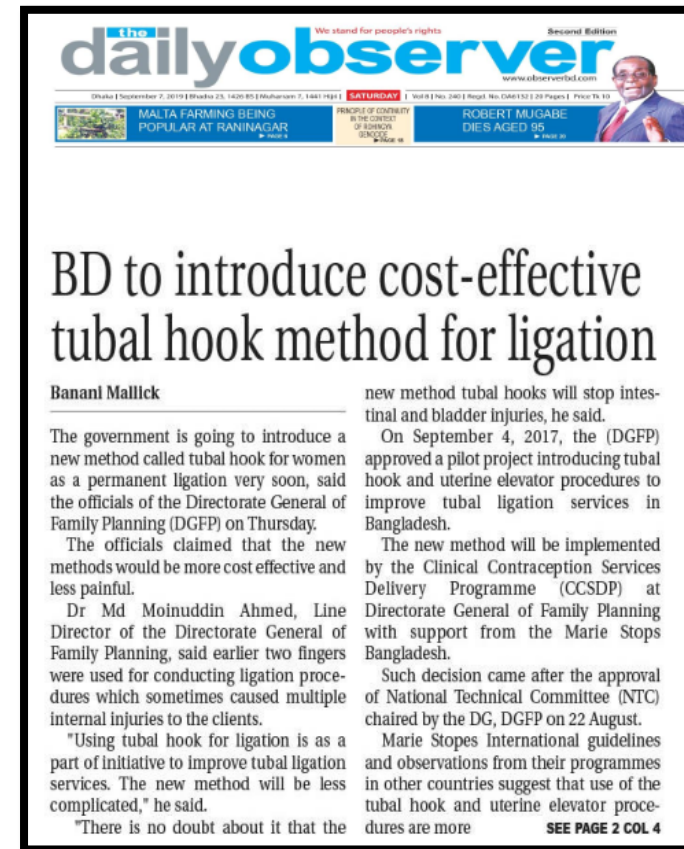 We stand for people's rights
Second Edition
the
dailyobserver
www.observerbd.com
Dhaka | September 7, 2019 | Bhadra 23, 1426 BS | Muharram 7, 1441 Hijri | SATURDAY | Vol 8 | No. 240 | Regd. No. DA6152 | 20 Pages | Price Tk 10
MALTA FARMING BEING
POPULAR AT RANINAGAR
PRINCIPLE OF CONTINUITY
IN THE CONTEXT
OF ROHINGYA
GENOCIDE
ROBERT MUGABE
DIES AGED 95
BD to introduce cost-effective
tubal hook method for ligation
Banani Mallick
The government is going to introduce a
new method called tubal hook for women
as a permanent ligation very soon, said
the officials of the Directorate General of
Family Planning (DGFP) on Thursday.
The officials claimed that the new
methods would be more cost effective and
less painful.
Dr Md Moinuddin Ahmed, Line
Director of the Directorate General of
Family Planning, said earlier two fingers
were used for conducting ligation proce-
dures which sometimes caused multiple
internal injuries to the clients.
"Using tubal hook for ligation is as a
part of initiative to improve tubal ligation
services. The new method will be less
complicated," he said.
"There is no doubt about it that the
new method tubal hooks will stop intes-
tinal and bladder injuries, he said.
On September 4, 2017, the (DGFP)
approved a pilot project introducing tubal
hook and uterine elevator procedures to
improve tubal ligation services in
Bangladesh.
The new method will be implemented
by the Clinical Contraception Services
Delivery Programme (CCSDP) at
Directorate General of Family Planning
with support from the Marie Stops
Bangladesh.
Such decision came after the approval
of National Technical Committee (NTC)
chaired by the DG, DGFP on 22 August.
Marie Stopes International guidelines
and observations from their programmes
in other countries suggest that use of the
tubal hook and uterine elevator proce-
dures are more SEE PAGE 2 COL 4